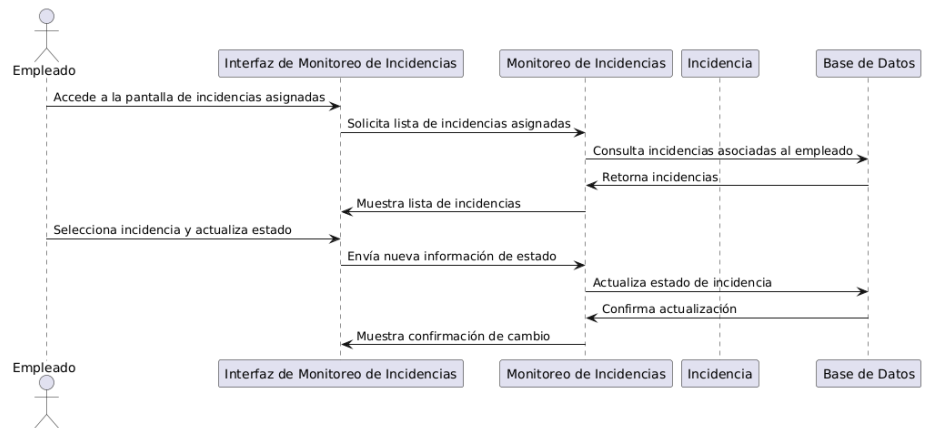 Empleado
Interfaz de Monitoreo de Incidencias
Monitoreo de Incidencias
Incidencia
Base de Datos
Accede a la pantalla de incidencias asignadas
Solicita lista de incidencias asignadas
Consulta incidencias asociadas al empleado
Retorna incidencias
Muestra lista de incidencias
Selecciona incidencia y actualiza estado
Envía nueva información de estado
Actualiza estado de incidencia
Confirma actualización
Muestra confirmación de cambio
Empleado
Interfaz de Monitoreo de Incidencias
Monitoreo de Incidencias
Incidencia
Base de Datos